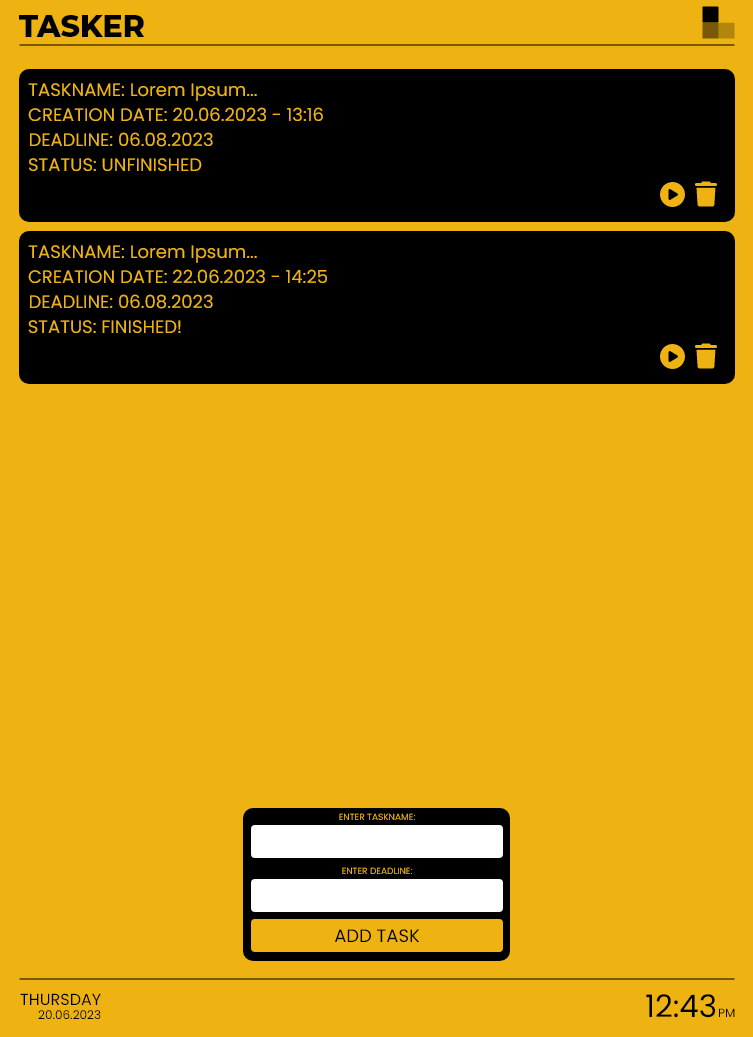 TASKER
TASKNAME: Lorem Ipsum...
CREATION DATE: 20.06.2023 - 13:16
DEADLINE: 06.08.2023
STATUS: UNFINISHED
TASKNAME: Lorem Ipsum...
CREATION DATE: 22.06.2023 - 14:25
DEADLINE: 06.08.2023
STATUS: FINISHED!
ENTER TASKNAME:
ENTER DEADLINE:
ADD TASK
THURSDAY
20.06.2023
12:43 PM